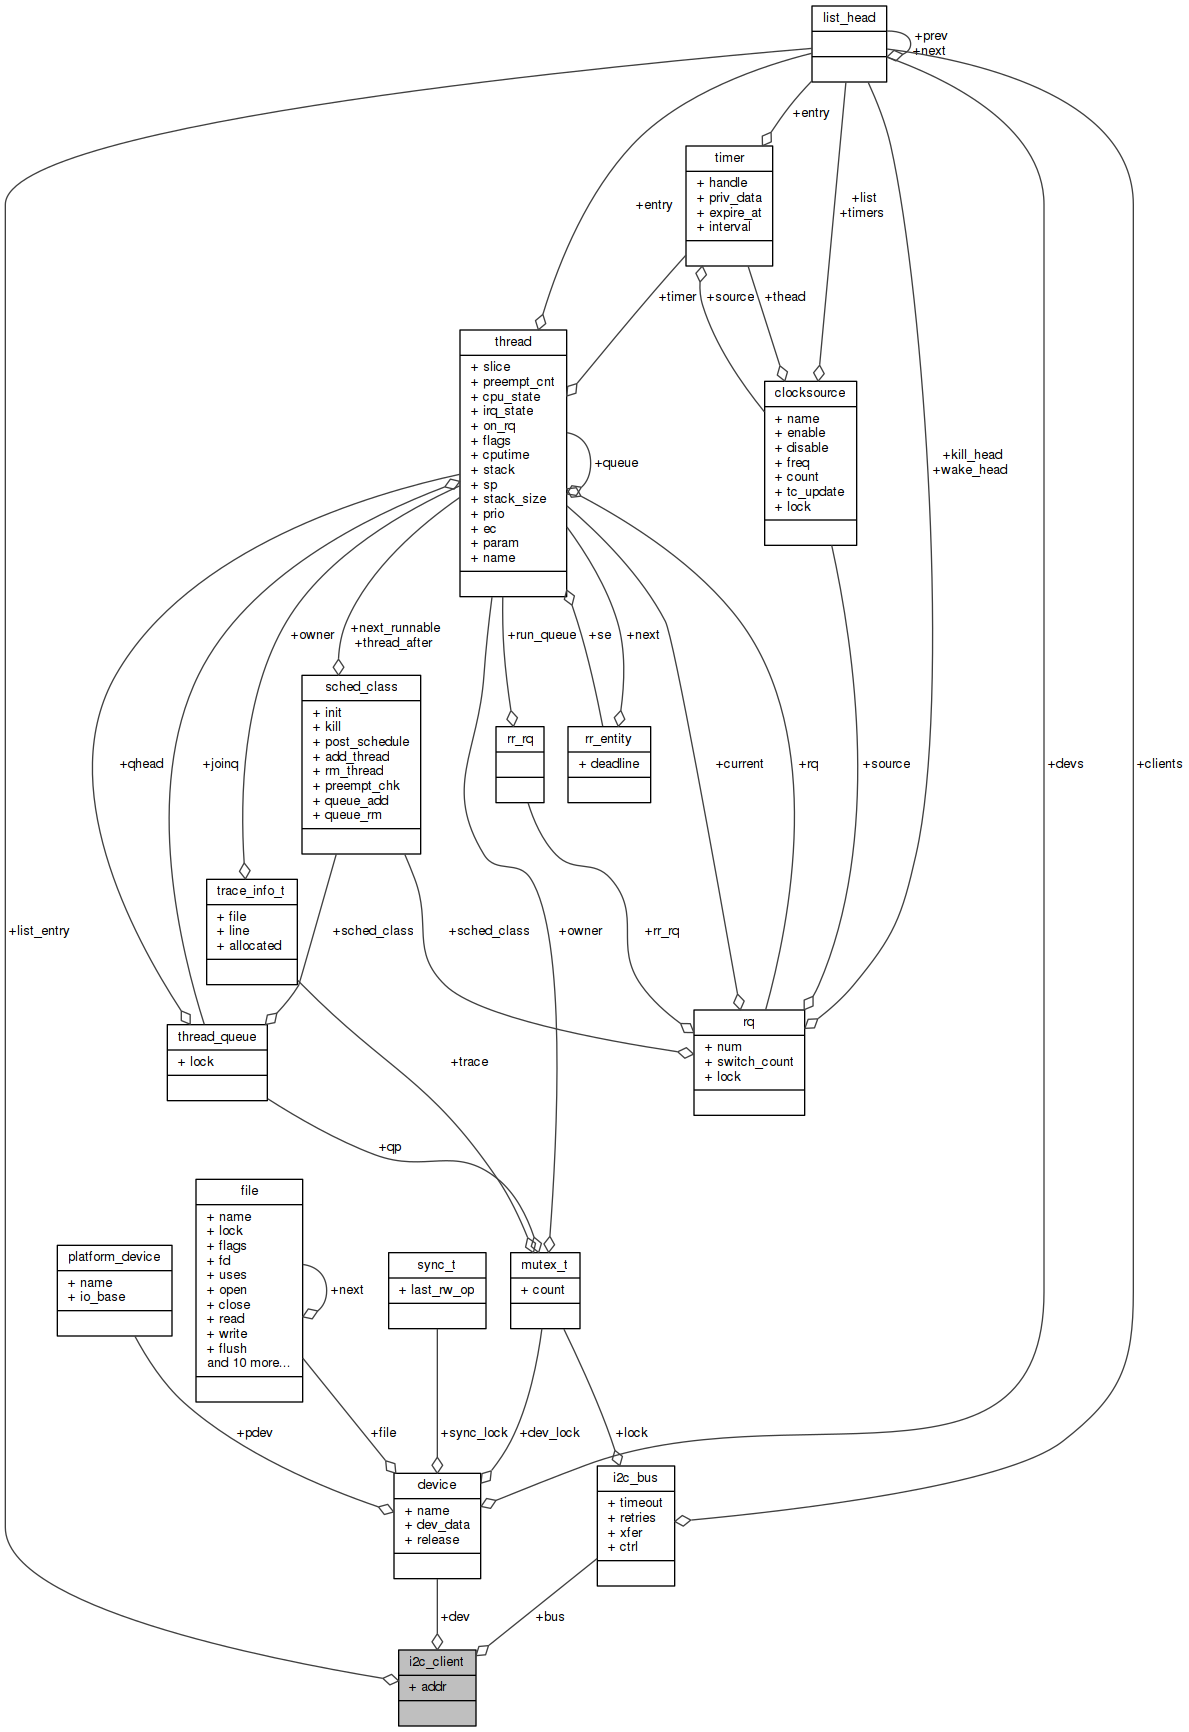 list_head
+prev
+next
+entry
timer
+ handle
+ priv_data
+ expire_at
+ interval
+list
+timers
+entry
+timer
+source
+thead
thread
+ slice
+ preempt_cnt
+ cpu_state
+ irq_state
+ on_rq
+ flags
+ cputime
+ stack
+ sp
+ stack_size
+ prio
+ ec
+ param
+ name
clocksource
+ name
+ enable
+ disable
+ freq
+ count
+ tc_update
+ lock
+queue
+kill_head
+wake_head
+owner
+next_runnable
+thread_after
+run_queue
+se
+next
sched_class
+ init
+ kill
+ post_schedule
+ add_thread
+ rm_thread
+ preempt_chk
+ queue_add
+ queue_rm
rr_rq
rr_entity
+ deadline
+qhead
+joinq
+current
+rq
+source
+devs
+clients
trace_info_t
+ file
+ line
+ allocated
+list_entry
+sched_class
+sched_class
+owner
+rr_rq
thread_queue
+ lock
rq
+ num
+ switch_count
+ lock
+trace
+qp
file
+ name
+ lock
+ flags
+ fd
+ uses
+ open
+ close
+ read
+ write
+ flush
and 10 more...
platform_device
+ name
+ io_base
+next
sync_t
+ last_rw_op
mutex_t
+ count
+pdev
+file
+sync_lock
+dev_lock
+lock
device
+ name
+ dev_data
+ release
i2c_bus
+ timeout
+ retries
+ xfer
+ ctrl
+dev
+bus
i2c_client
+ addr